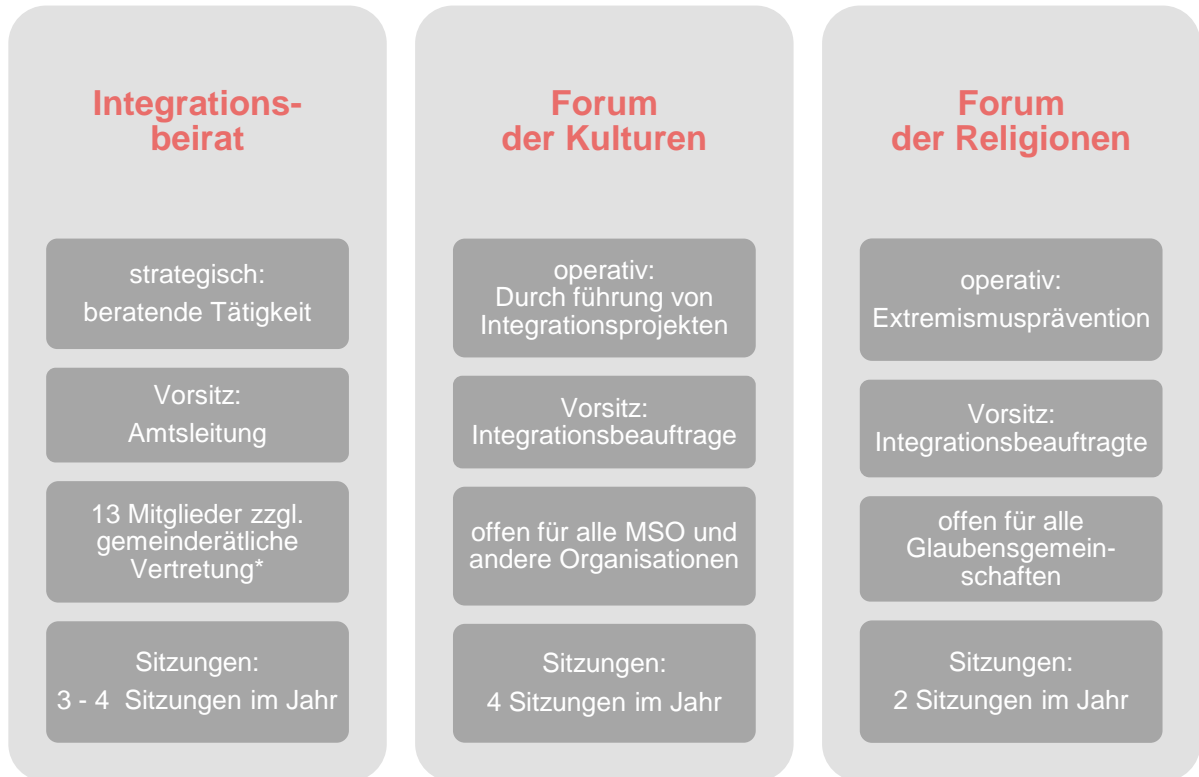 Integrations-
beirat
strategisch:
beratende Tätigkeit
Vorsitz:
Amtsleitung
13 Mitglieder zzgl.
gemeinderätliche
Vertretung*
Sitzungen:
3 - 4 Sitzungen im Jahr
Forum
der Kulturen
operativ:
Durch führung von
Integrationsprojekten
Vorsitz:
Integrationsbeauftrage
offen für alle MSO und
andere Organisationen
Sitzungen:
4 Sitzungen im Jahr
Forum
der Religionen
operativ:
Extremismusprävention
Vorsitz:
Integrationsbeauftragte
offen für alle
Glaubensgemein-
schaften
Sitzungen:
2 Sitzungen im Jahr